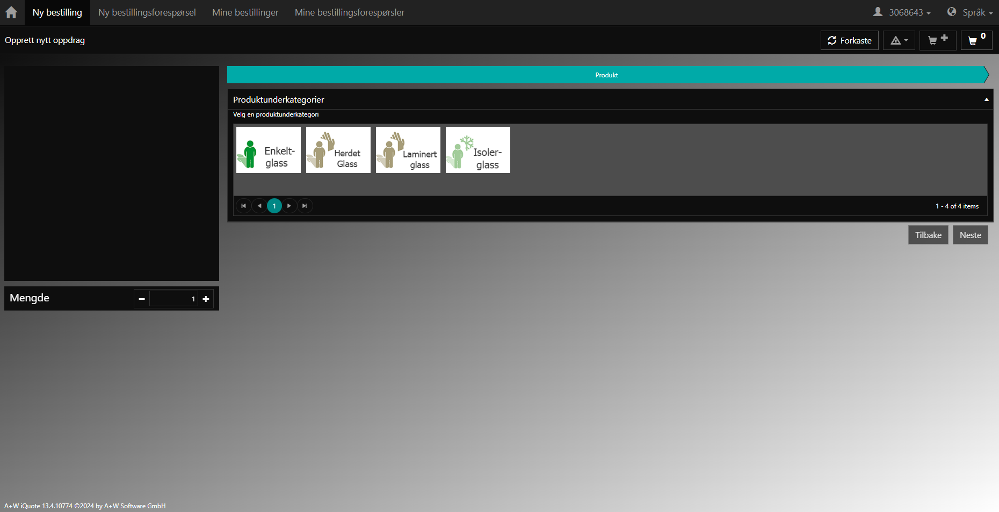 Ny bestilling
Ny bestillingsforespørsel
Mine bestillinger
Mine bestillingsforespørsler
3068643
Språk
Opprett nytt oppdrag
Forkaste
0
Produkt
Produktunderkategorier
Velg en produktunderkategori
Enkelt-
glass
Herdet
Glass
Laminert
glass
Isoler-
glass
1
1 - 4 of 4 items
Tilbake
Neste
Mengde
1
A+W iQuote 13.4.10774 ©2024 by A+W Software GmbH